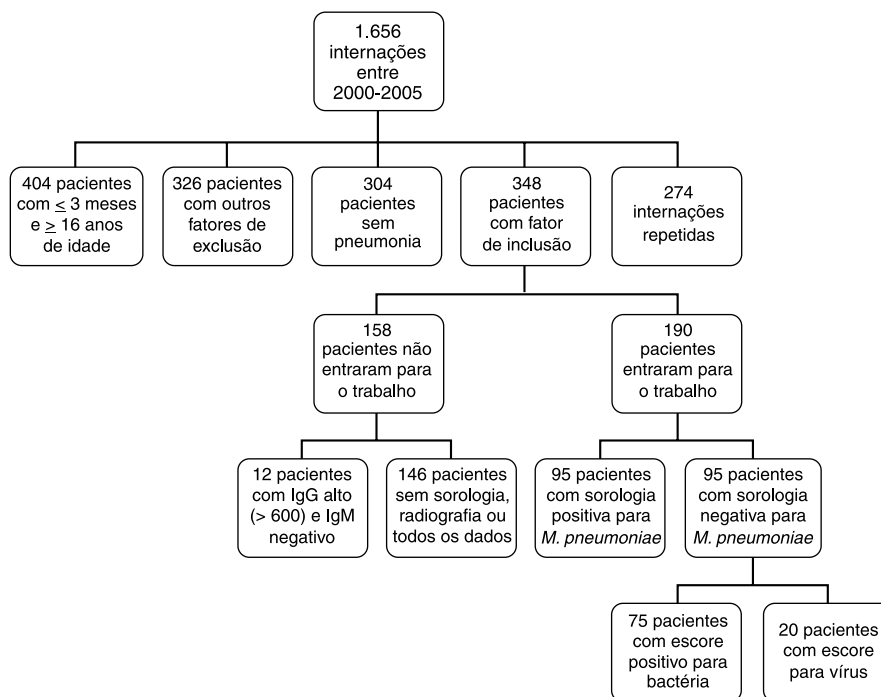 1.656
internações
entre
2000-2005
404 pacientes
com ≤ 3 meses
e ≥ 16 anos
de idade
326 pacientes
com outros
fatores de
exclusão
304
pacientes
sem
pneumonia
348
pacientes
com fator
de inclusão
274
internações
repetidas
158
pacientes não
entraram para
o trabalho
190
pacientes
entraram para
o trabalho
12 pacientes
com IgG alto
(> 600) e IgM
negativo
146 pacientes
sem sorologia,
radiografia ou
todos os dados
95 pacientes
com sorologia
positiva para
M. pneumoniae
95 pacientes
com sorologia
negativa para
M. pneumoniae
75 pacientes
com escore
positivo para
bactéria
20 pacientes
com escore
para vírus